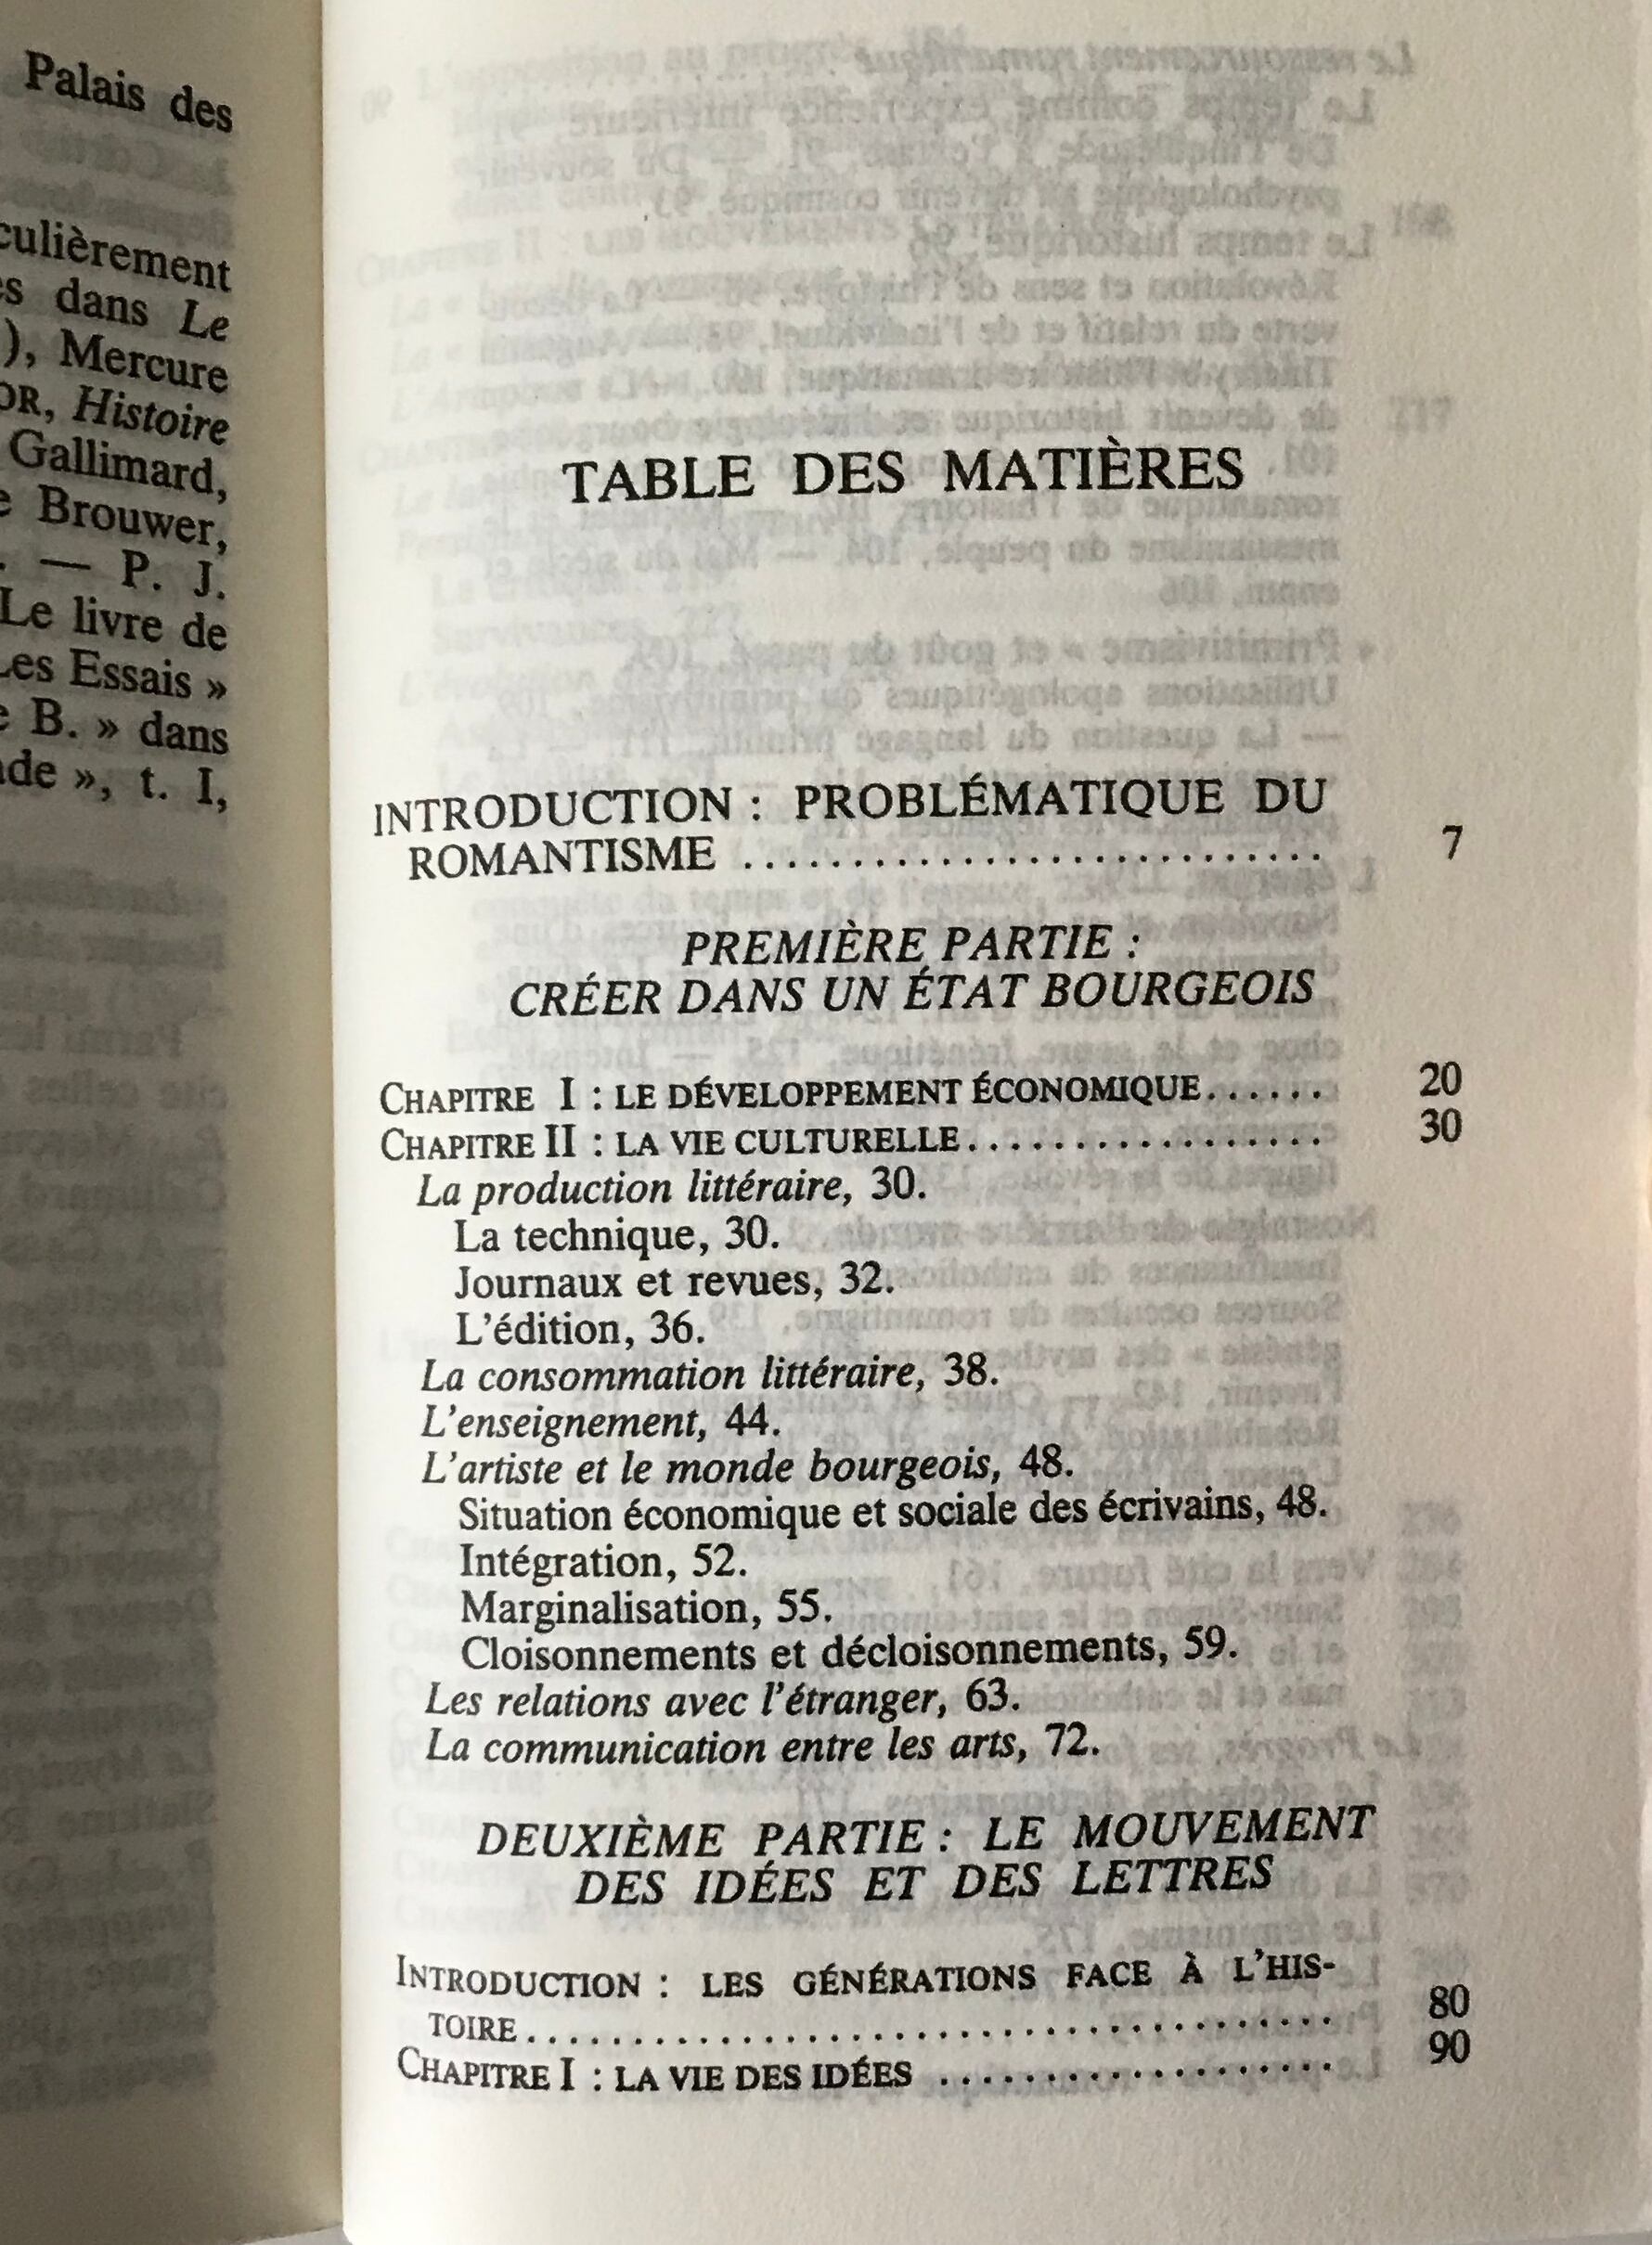 Palais des
culièrement
s dans Le
), Mercure
OR, Histoire
Gallimard,
e Brouwer,
. — P. J.
Le livre de
Les Essais »
e B. » dans
de », t. I,
TABLE DES MATIÈRES
INTRODUCTION : PROBLÉMATIQUE DU
ROMANTISME ........................... 7
PREMIÈRE PARTIE :
CRÉER DANS UN ÉTAT BOURGEOIS
CHAPITRE I : LE DÉVELOPPEMENT ÉCONOMIQUE...... 20
CHAPITRE II : LA VIE CULTURELLE................. 30
La production littéraire, 30.
La technique, 30.
Journaux et revues, 32.
L'édition, 36.
La consommation littéraire, 38.
L'enseignement, 44.
L'artiste et le monde bourgeois, 48.
Situation économique et sociale des écrivains, 48.
Intégration, 52.
Marginalisation, 55.
Cloisonnements et décloisonnements, 59.
Les relations avec l'étranger, 63.
La communication entre les arts, 72.
DEUXIÈME PARTIE : LE MOUVEMENT
DES IDÉES ET DES LETTRES
INTRODUCTION : LES GÉNÉRATIONS FACE À L'HIS-
TOIRE...................................... 80
CHAPITRE I : LA VIE DES IDÉES ................... 90